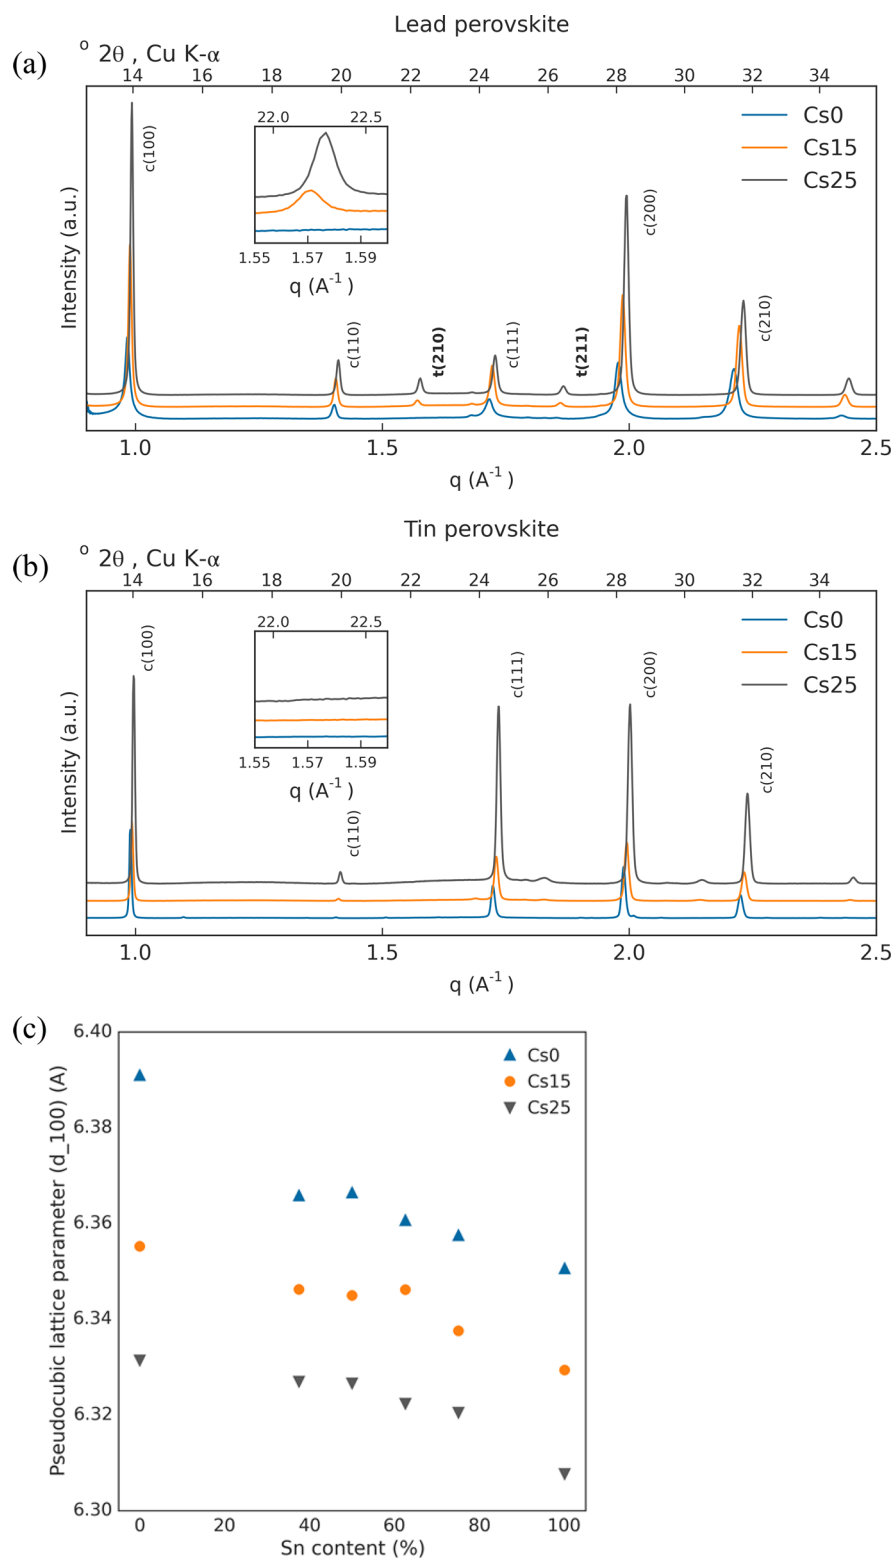 Lead perovskite
(a)
° 2θ , Cu K-α
14 16 18 20 22 24 26 28 30 32 34
Intensity (a.u.)
c(100)
22.0 22.5
1.55 1.57 1.59
q (A⁻¹)
c(110)
t(210)
c(111)
t(211)
c(200)
c(210)
Cs0
Cs15
Cs25
1.0 1.5 2.0 2.5
q (A⁻¹)
Tin perovskite
(b)
° 2θ , Cu K-α
14 16 18 20 22 24 26 28 30 32 34
Intensity (a.u.)
c(100)
22.0 22.5
1.55 1.57 1.59
q (A⁻¹)
c(110)
c(111)
c(200)
c(210)
Cs0
Cs15
Cs25
1.0 1.5 2.0 2.5
q (A⁻¹)
(c)
Pseudocubic lattice parameter (d_100) (A)
6.40
6.38
6.36
6.34
6.32
6.30
Cs0
Cs15
Cs25
0 20 40 60 80 100
Sn content (%)